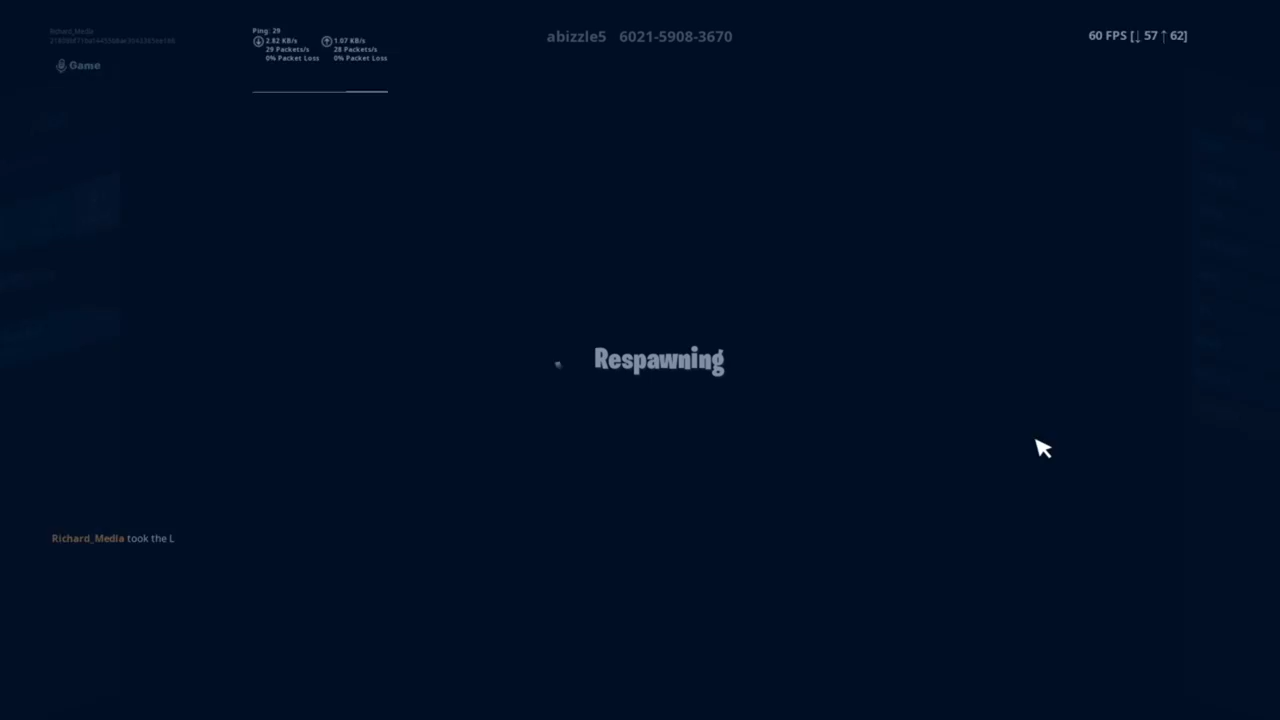 Richard_Media
Game
Ping: 29
2.82 KB/s
29 Packets/s
0% Packet Loss
1.07 KB/s
28 Packets/s
0% Packet Loss
abizzle5 6021-5908-3670
60 FPS [↓ 57 ↑ 62]
Respawning
Richard_Media took the L